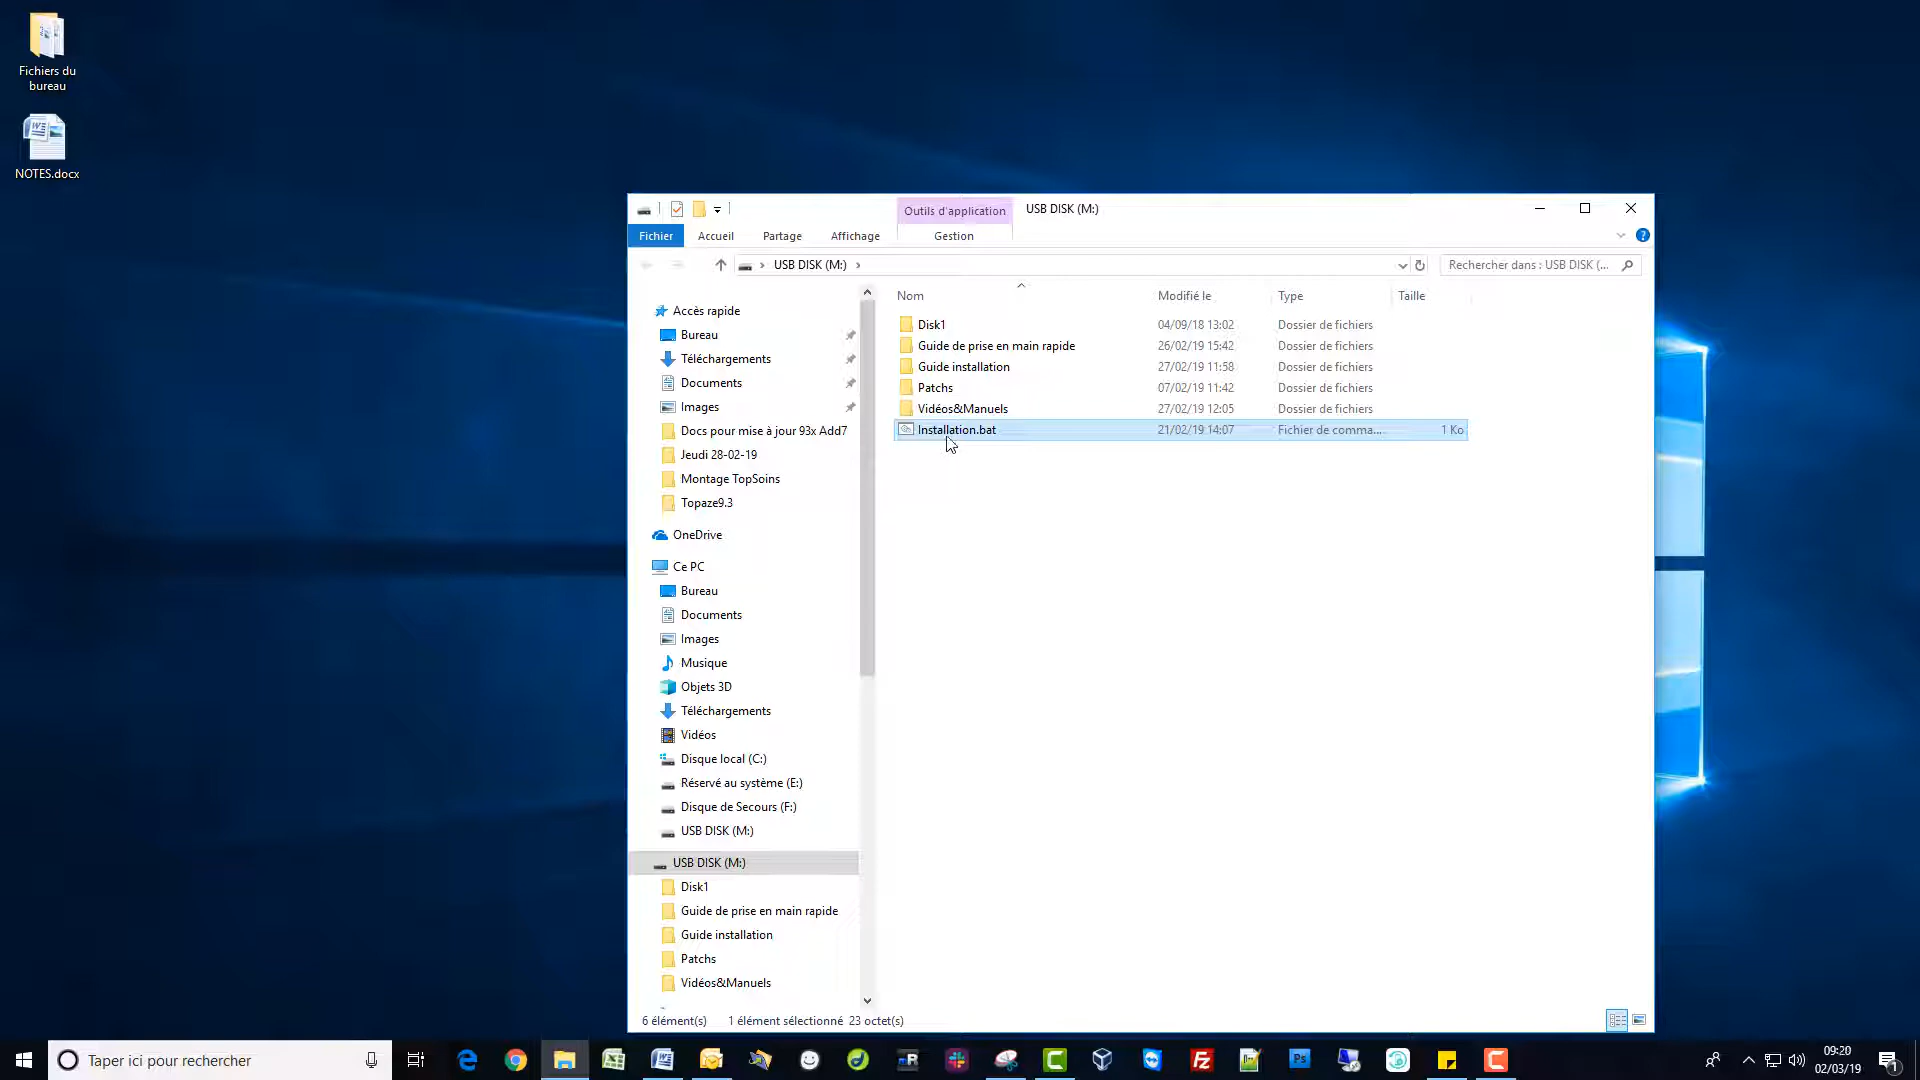 Fichiers du
bureau
NOTES.docx
Outils d'application
USB DISK (M:)
Fichier
Accueil
Partage
Affichage
Gestion
USB DISK (M:)
Rechercher dans : USB DISK (...
Nom
Modifié le
Type
Taille
Disk1 04/09/18 13:02 Dossier de fichiers
Guide de prise en main rapide 26/02/19 15:42 Dossier de fichiers
Guide installation 27/02/19 11:58 Dossier de fichiers
Patchs 07/02/19 11:42 Dossier de fichiers
Vidéos&Manuels 27/02/19 12:05 Dossier de fichiers
Installation.bat 21/02/19 14:07 Fichier de comma... 1 Ko
Accès rapide
Bureau
Téléchargements
Documents
Images
Docs pour mise à jour 93x Add7
Jeudi 28-02-19
Montage TopSoins
Topaze9.3
OneDrive
Ce PC
Bureau
Documents
Images
Musique
Objets 3D
Téléchargements
Vidéos
Disque local (C:)
Réservé au système (E:)
Disque de Secours (F:)
USB DISK (M:)
USB DISK (M:)
Disk1
Guide de prise en main rapide
Guide installation
Patchs
Vidéos&Manuels
6 élément(s) 1 élément sélectionné 23 octet(s)
Taper ici pour rechercher
09:20
02/03/19